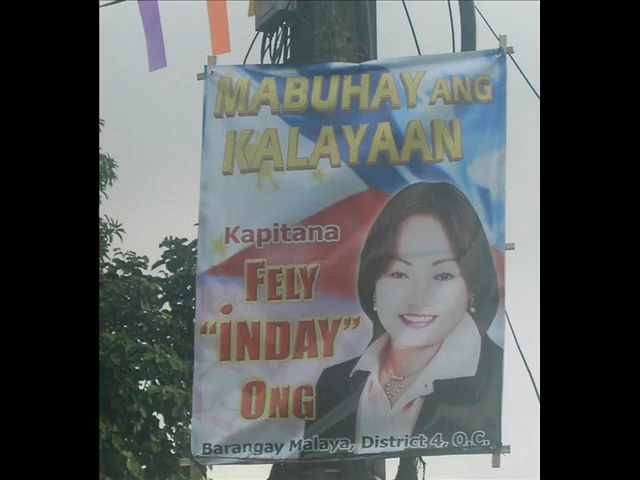 MABUHAY ANG
KALAYAAN
Kapitana
FELY
"INDAY"
ONG
Barangay Malaya, District 4, Q.C.